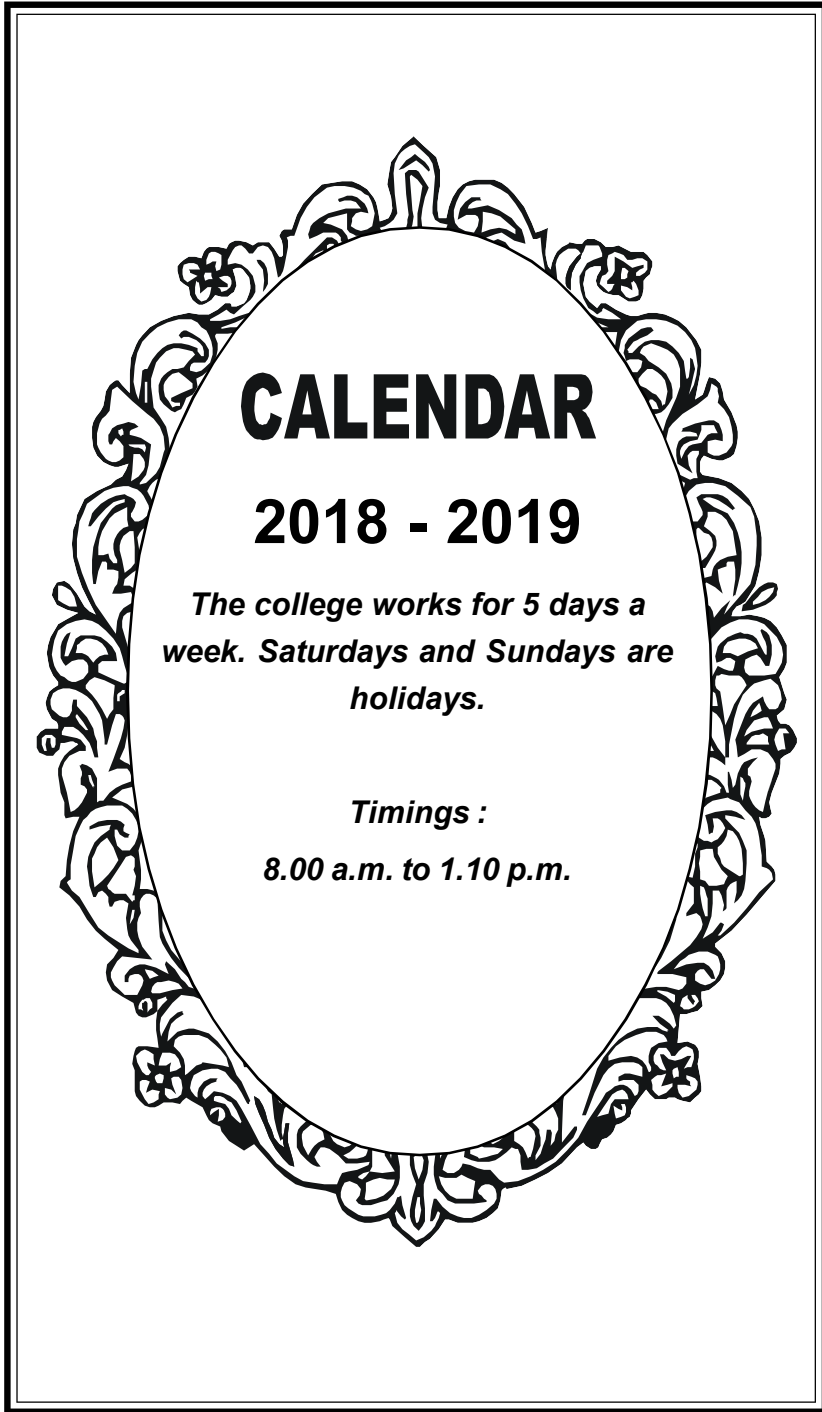 CALENDAR
2018 - 2019
The college works for 5 days a
week. Saturdays and Sundays are
holidays.
Timings :
8.00 a.m. to 1.10 p.m.